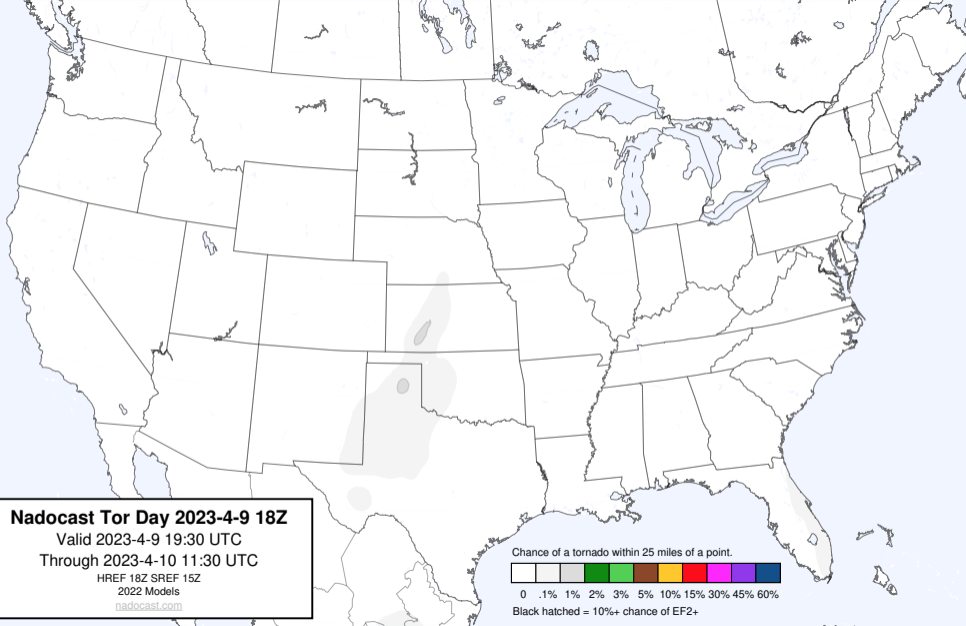 Nadocast Tor Day 2023-4-9 18Z
Valid 2023-4-9 19:30 UTC
Through 2023-4-10 11:30 UTC
HREF 18Z SREF 15Z
2022 Models
nadocast.com
Chance of a tornado within 25 miles of a point.
0 .1% 1% 2% 3% 5% 10% 15% 30% 45% 60%
Black hatched = 10%+ chance of EF2+